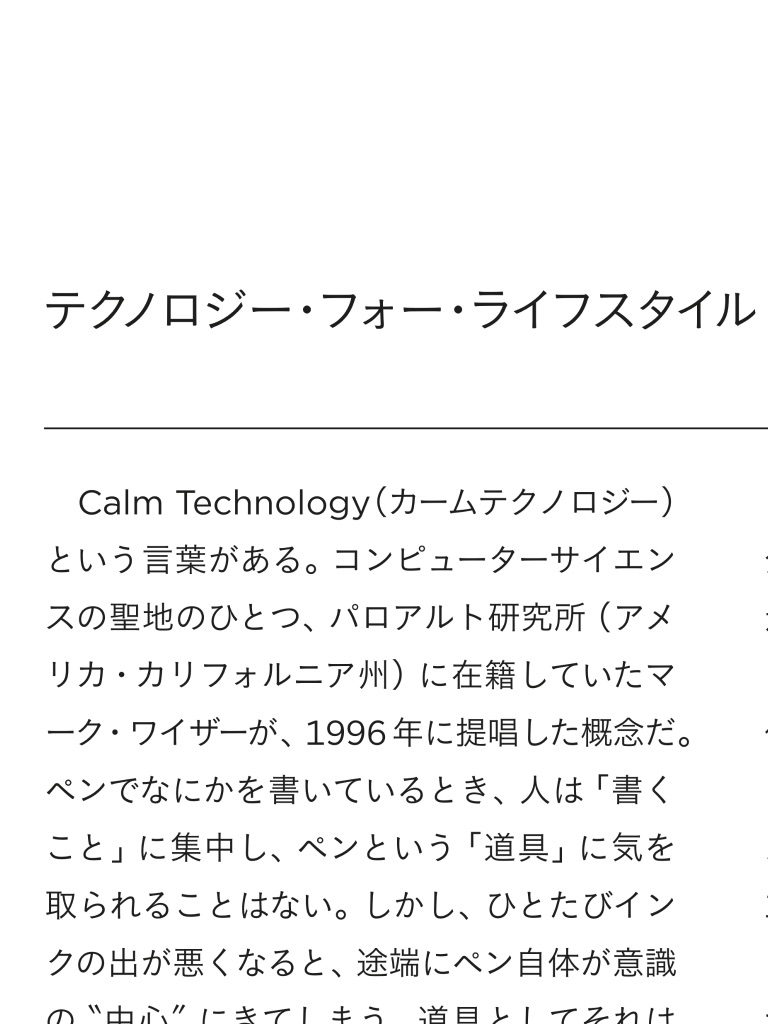 テクノロジー・フォー・ライフスタイル
Calm Technology（カームテクノロジー）
という言葉がある。コンピューターサイエン
スの聖地のひとつ、パロアルト研究所（アメ
リカ・カリフォルニア州）に在籍していたマ
ーク・ワイザーが、1996年に提唱した概念だ。
ペンでなにかを書いているとき、人は「書く
こと」に集中し、ペンという「道具」に気を
取られることはない。しかし、ひとたびイン
クの出が悪くなると、途端にペン自体が意識
の〝中心〟にきてしまう。道具としてそれは